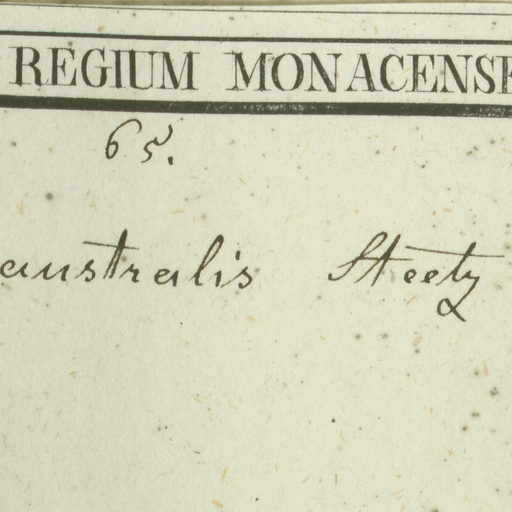 REGIUM MONACENSE
65.
australis Steetz